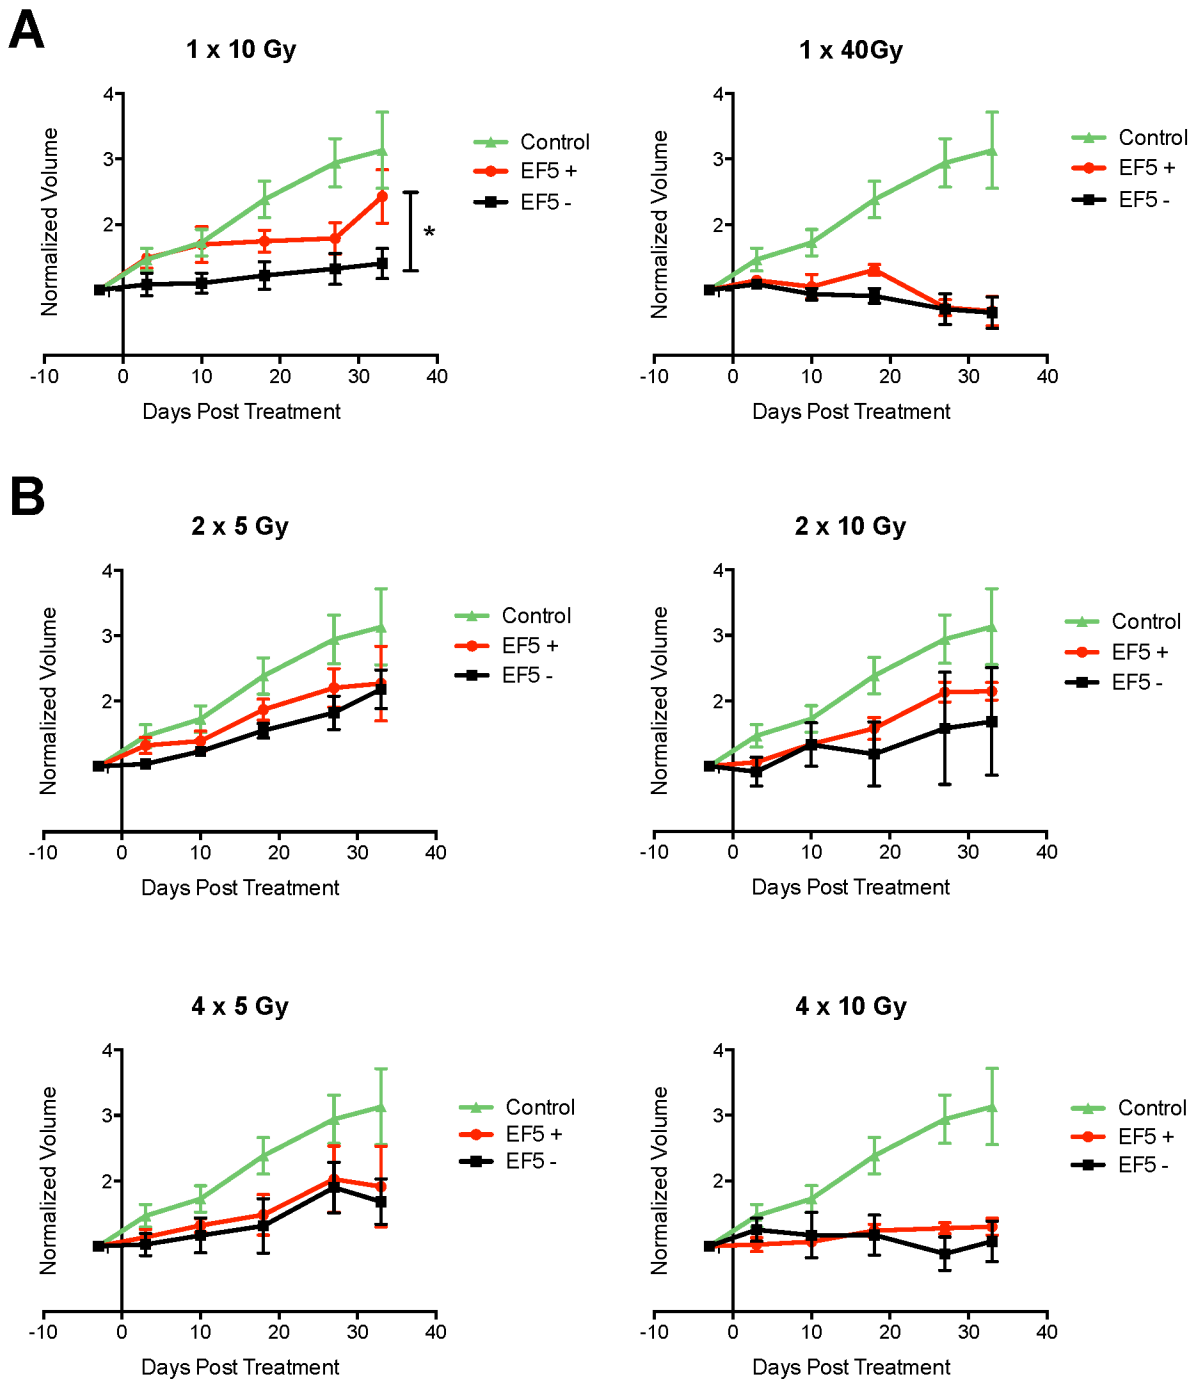 A
1 x 10 Gy
4
3
2
Normalized Volume
Control
EF5 +
EF5 -
*
-10 0 10 20 30 40
Days Post Treatment
1 x 40Gy
4
3
2
Normalized Volume
Control
EF5 +
EF5 -
-10 0 10 20 30 40
Days Post Treatment
B
2 x 5 Gy
4
3
2
Normalized Volume
Control
EF5 +
EF5 -
-10 0 10 20 30 40
Days Post Treatment
2 x 10 Gy
4
3
2
Normalized Volume
Control
EF5 +
EF5 -
-10 0 10 20 30 40
Days Post Treatment
4 x 5 Gy
4
3
2
Normalized Volume
Control
EF5 +
EF5 -
-10 0 10 20 30 40
Days Post Treatment
4 x 10 Gy
4
3
2
Normalized Volume
Control
EF5 +
EF5 -
-10 0 10 20 30 40
Days Post Treatment